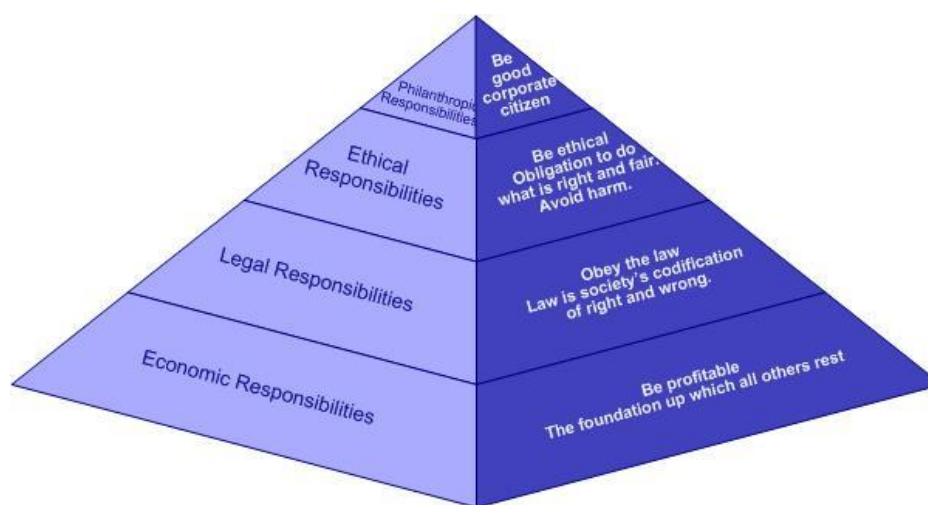 Philanthropic
Responsibilities
Be
good
corporate
citizen
Ethical
Responsibilities
Be ethical
Obligation to do
what is right and fair.
Avoid harm.
Legal Responsibilities
Obey the law
Law is society's codification
of right and wrong.
Economic Responsibilities
Be profitable
The foundation up which all others rest